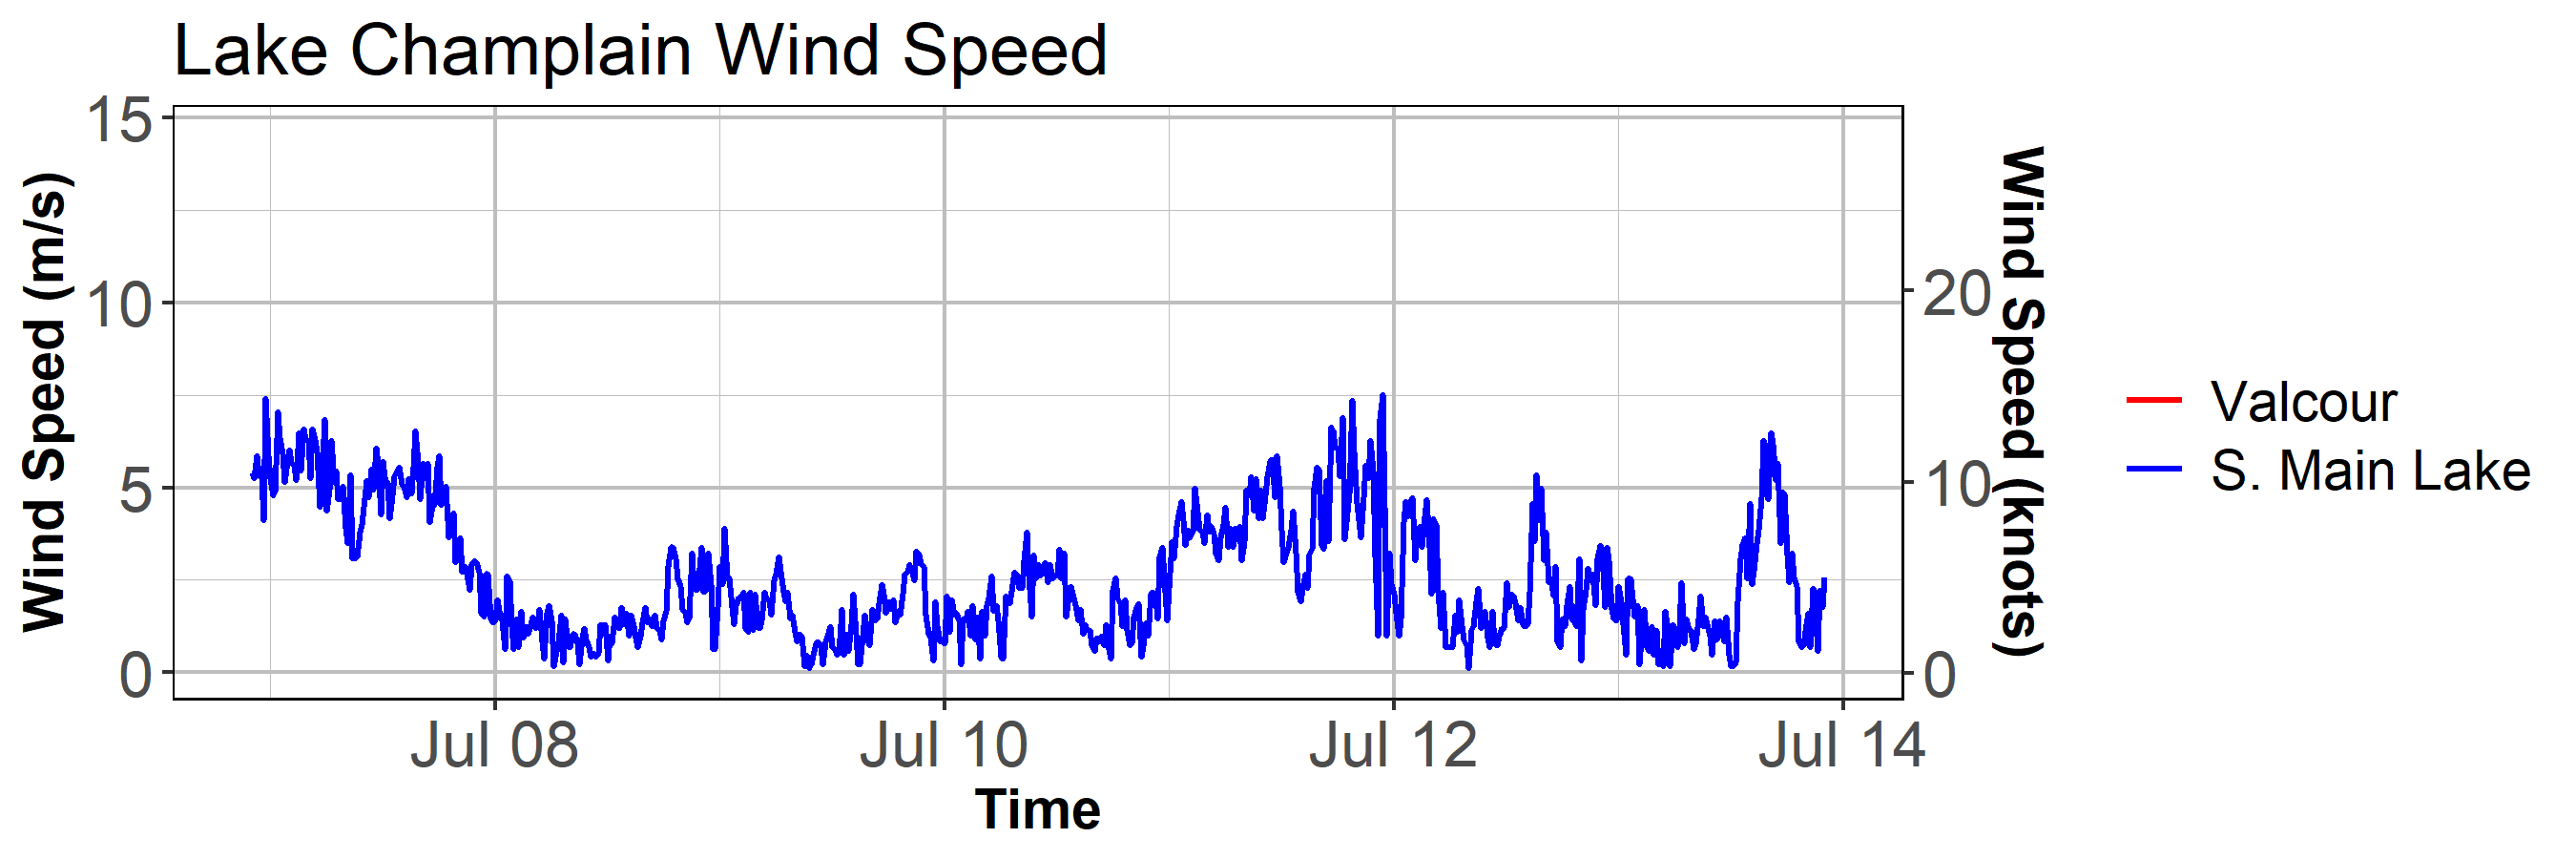 Lake Champlain Wind Speed
Wind Speed (m/s)
15
10
5
0
20
10
0
Wind Speed (knots)
Valcour
S. Main Lake
Jul 08
Jul 10
Jul 12
Jul 14
Time